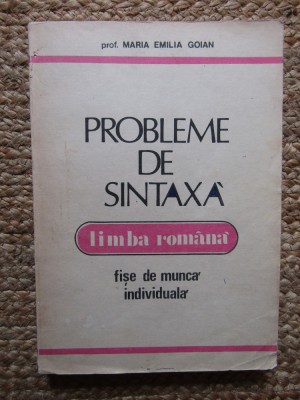 prof. MARIA EMILIA GOIAN
PROBLEME
DE
SINTAXĂ
limba română
fișe de muncă
individuală